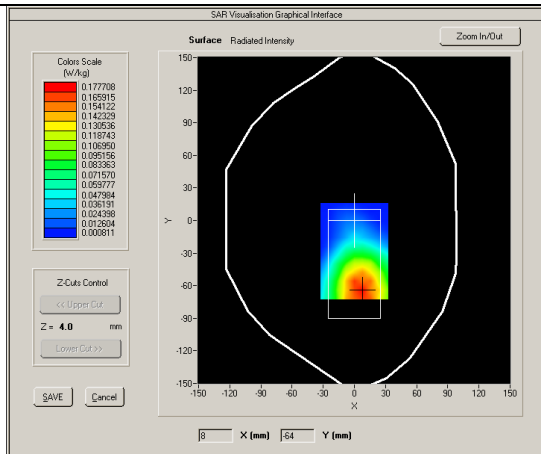 SAR Visualisation Graphical Interface
Surface Radiated Intensity
Zoom In/Out
Colors Scale
(W/kg)
0.177708
0.165915
0.154122
0.142329
0.130536
0.118743
0.106950
0.095156
0.083363
0.071570
0.059777
0.047984
0.036191
0.024398
0.012604
0.000811
Z-Cuts Control
<< Upper Cut
Z = 4.0 mm
Lower Cut >>
SAVE Cancel
150
120
90
60
30
0
-30
-60
-90
-120
-150
Y
-150 -120 -90 -60 -30 0 30 60 90 120 150
X
8 X (mm) -64 Y (mm)